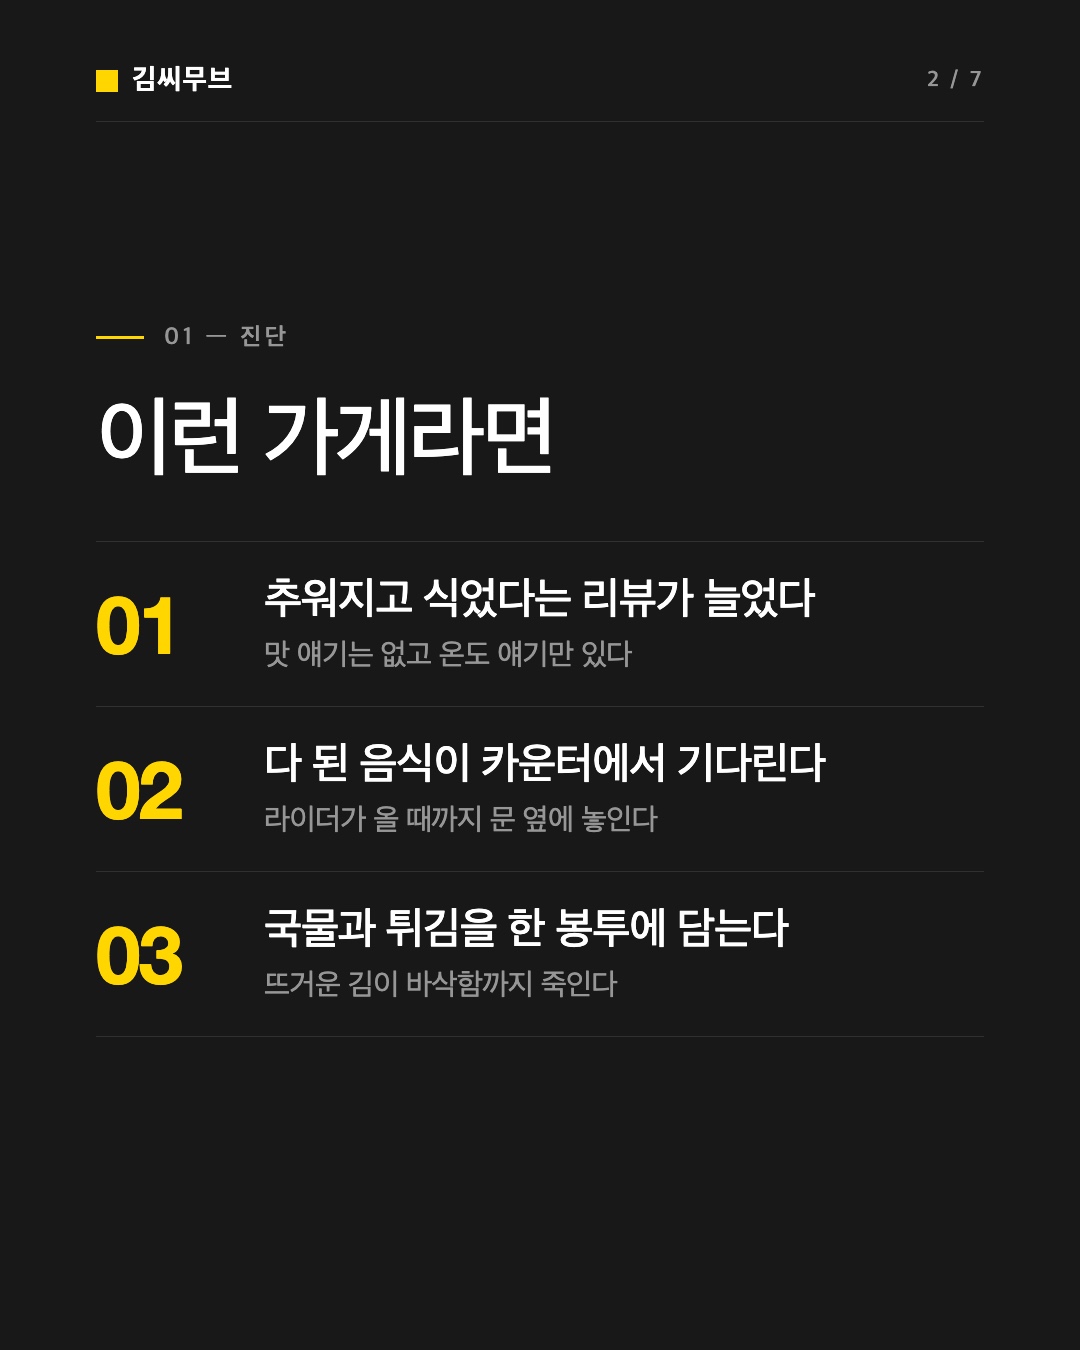 김씨무브
2 / 7
01 — 진단
이런 가게라면
01
추워지고 식었다는 리뷰가 늘었다
맛 얘기는 없고 온도 얘기만 있다
02
다 된 음식이 카운터에서 기다린다
라이더가 올 때까지 문 옆에 놓인다
03
국물과 튀김을 한 봉투에 담는다
뜨거운 김이 바삭함까지 죽인다